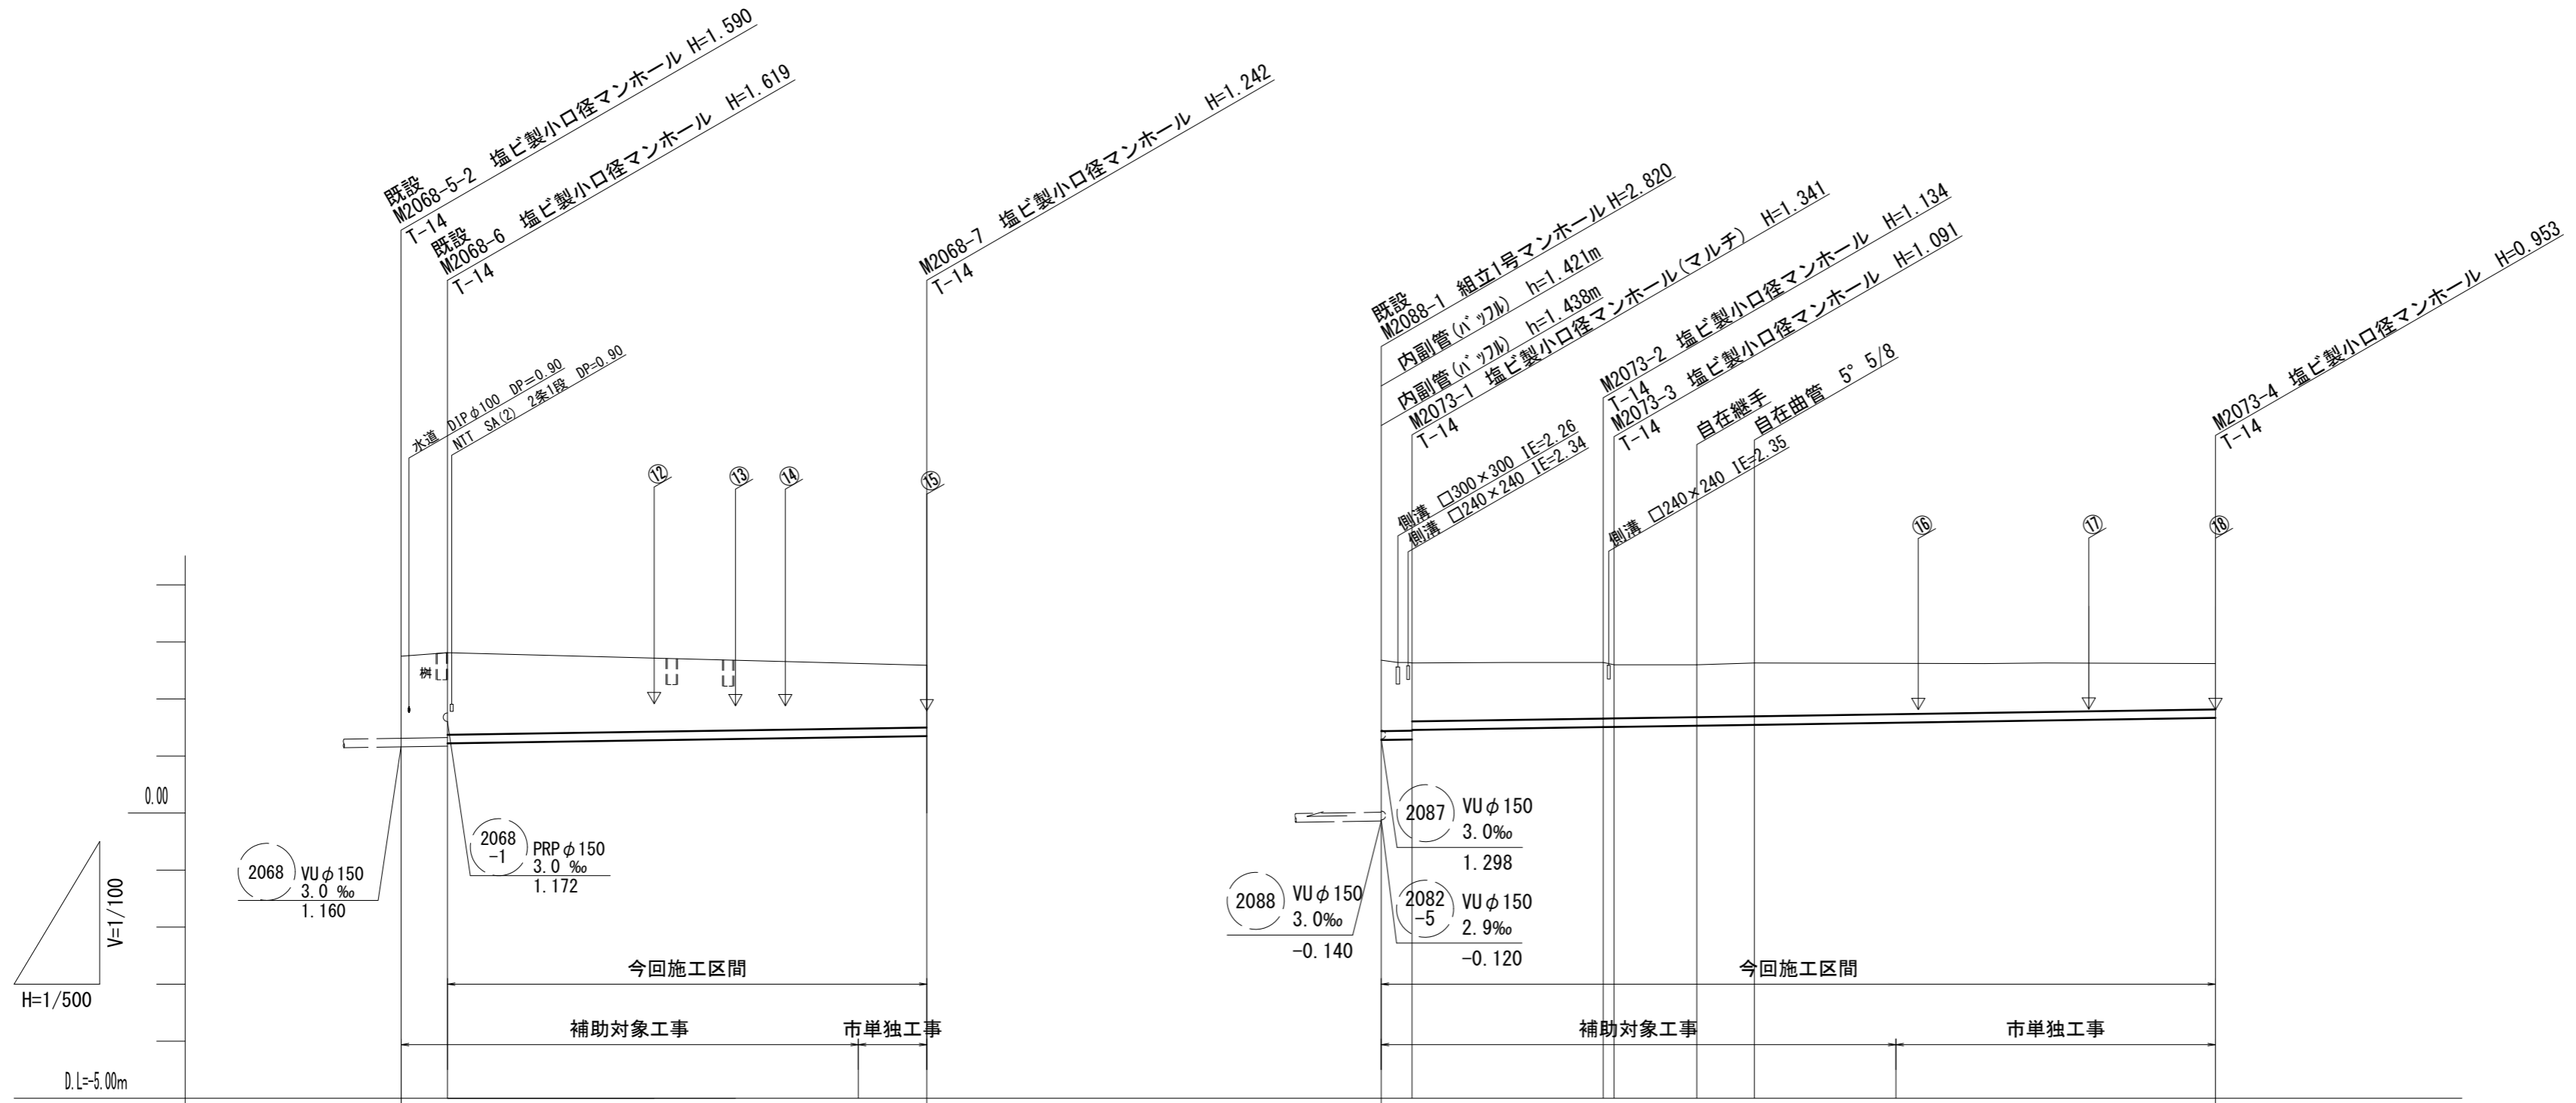 既設
M2068-5-2 塩ビ製小口径マンホール H=1.590
T-14
既設
M2068-6 塩ビ製小口径マンホール H=1.619
T-14
M2068-7 塩ビ製小口径マンホール H=1.242
T-14
水道 DIPφ100 DP=0.90
NTT SA(2) 2条1段 DP=0.90
⑫
⑬
⑭
⑮
既設
M2088-1 組立1号マンホール H=2.820
内副管(バッフル) h=1.421m
内副管(バッフル) h=1.438m
M2073-1 塩ビ製小口径マンホール(マルチ) H=1.341
T-14
M2073-2 塩ビ製小口径マンホール H=1.134
T-14
M2073-3 塩ビ製小口径マンホール H=1.091
T-14
自在継手
自在曲管 5° 5/8
M2073-4 塩ビ製小口径マンホール H=0.953
T-14
側溝 □300×300 IE=2.26
側溝 □240×240 IE=2.34
側溝 □240×240 IE=2.35
⑯
⑰
⑱
0.00
2068
VUφ150
3.0 ‰
1.160
2068
-1
PRPφ150
3.0 ‰
1.172
2087
VUφ150
3.0‰
1.298
2088
VUφ150
3.0‰
-0.140
2082
-5
VUφ150
2.9‰
-0.120
V=1/100
H=1/500
今回施工区間
今回施工区間
補助対象工事
市単独工事
補助対象工事
市単独工事
D.L=-5.00m